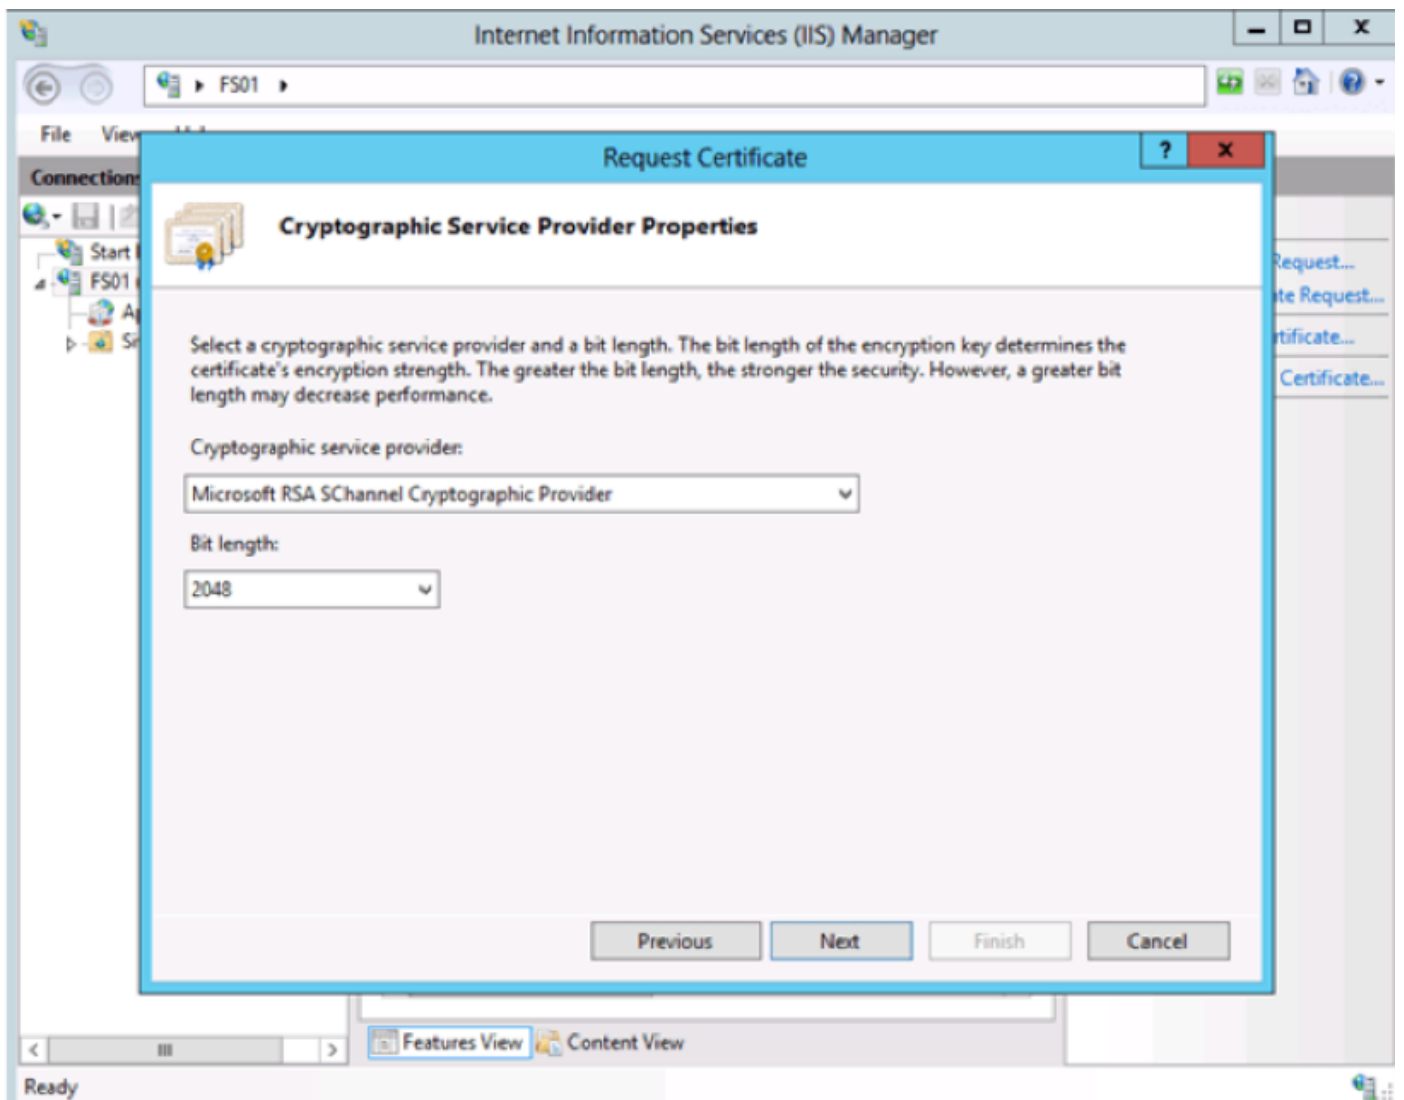 Internet Information Services (IIS) Manager
FS01
File View
Request Certificate
Connections
Cryptographic Service Provider Properties
Start
FS01
Request...
Request...
Certificate...
Select a cryptographic service provider and a bit length. The bit length of the encryption key determines the
certificate's encryption strength. The greater the bit length, the stronger the security. However, a greater bit
length may decrease performance.
Cryptographic service provider:
Microsoft RSA SChannel Cryptographic Provider
Bit length:
2048
Previous Next Finish Cancel
Features View Content View
Ready